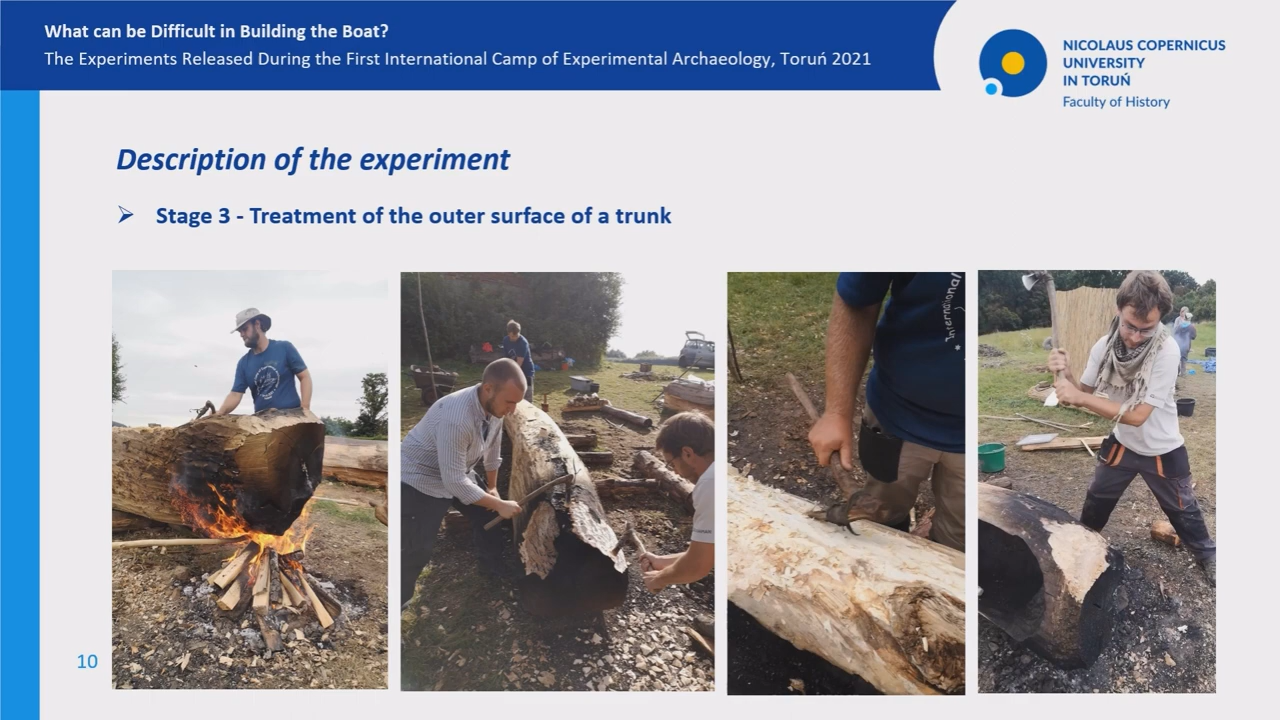 What can be Difficult in Building the Boat?
The Experiments Released During the First International Camp of Experimental Archaeology, Toruń 2021
NICOLAUS COPERNICUS
UNIVERSITY
IN TORUŃ
Faculty of History
Description of the experiment
Stage 3 - Treatment of the outer surface of a trunk
International
10